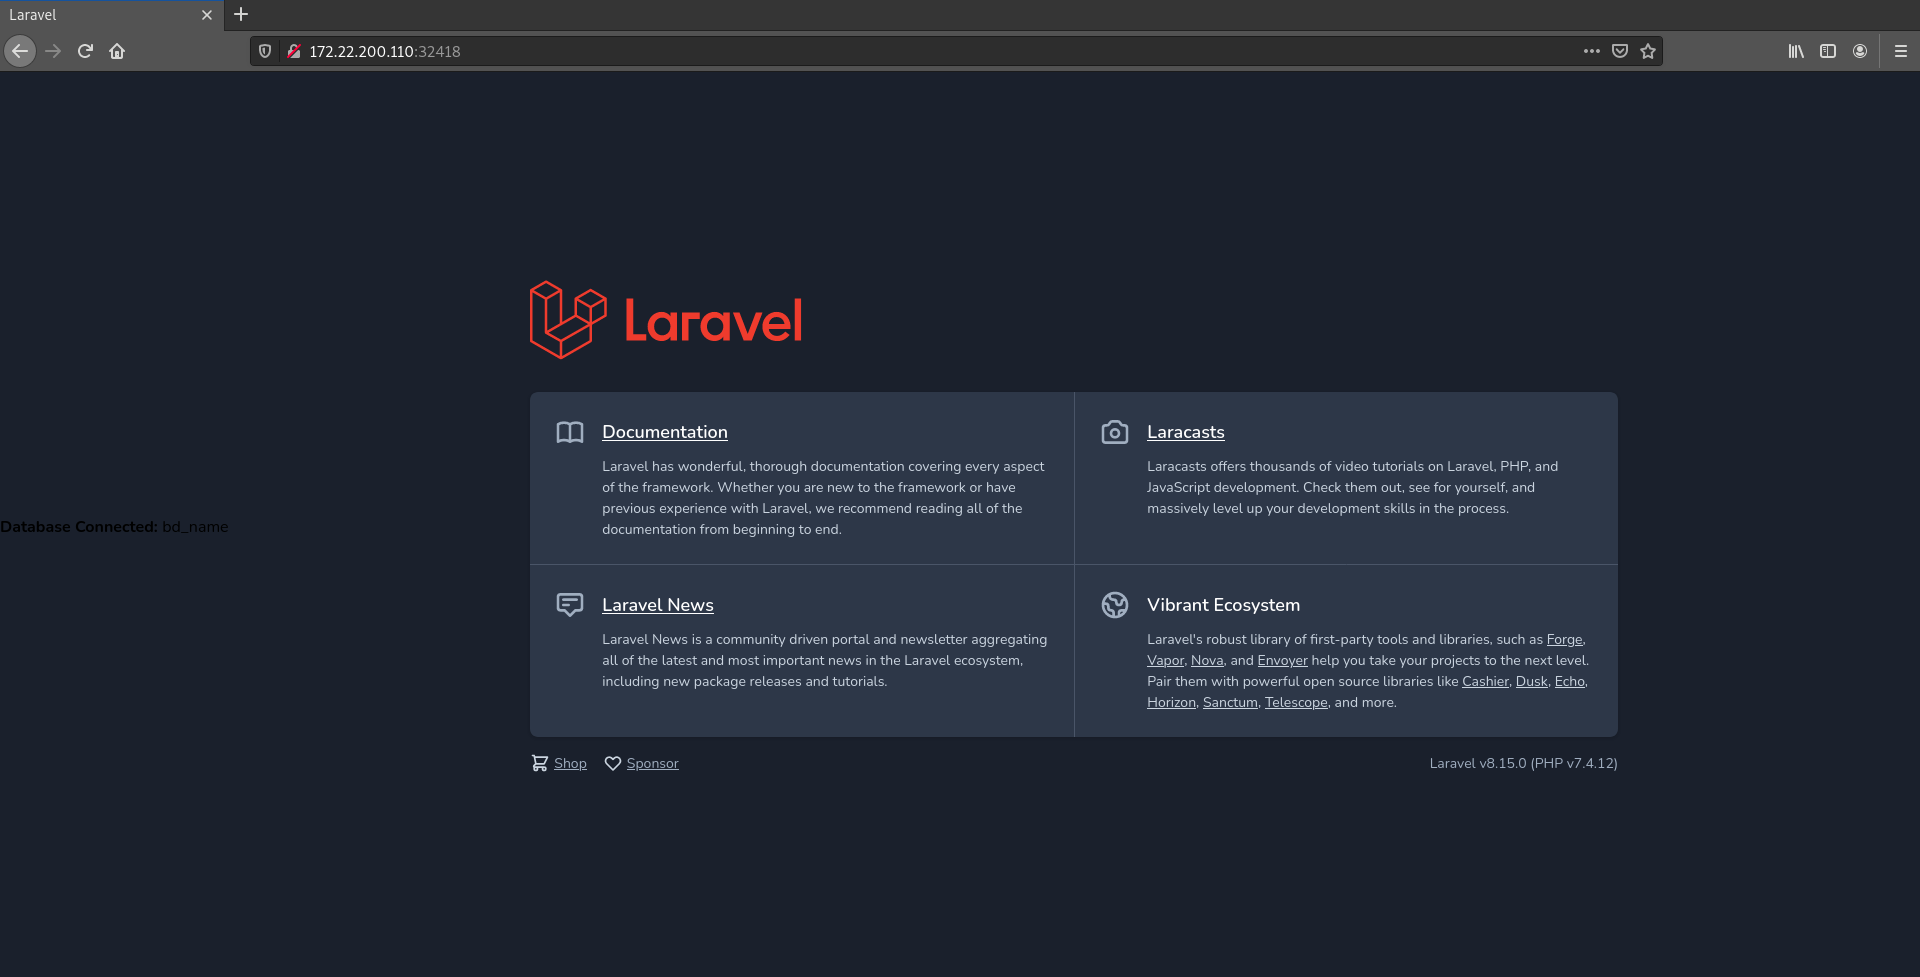 Laravel
172.22.200.110:32418
Laravel
Documentation
Laravel has wonderful, thorough documentation covering every aspect
of the framework. Whether you are new to the framework or have
previous experience with Laravel, we recommend reading all of the
documentation from beginning to end.
Laracasts
Laracasts offers thousands of video tutorials on Laravel, PHP, and
JavaScript development. Check them out, see for yourself, and
massively level up your development skills in the process.
Database Connected: bd_name
Laravel News
Laravel News is a community driven portal and newsletter aggregating
all of the latest and most important news in the Laravel ecosystem,
including new package releases and tutorials.
Vibrant Ecosystem
Laravel's robust library of first-party tools and libraries, such as Forge,
Vapor, Nova, and Envoyer help you take your projects to the next level.
Pair them with powerful open source libraries like Cashier, Dusk, Echo,
Horizon, Sanctum, Telescope, and more.
Shop
Sponsor
Laravel v8.15.0 (PHP v7.4.12)